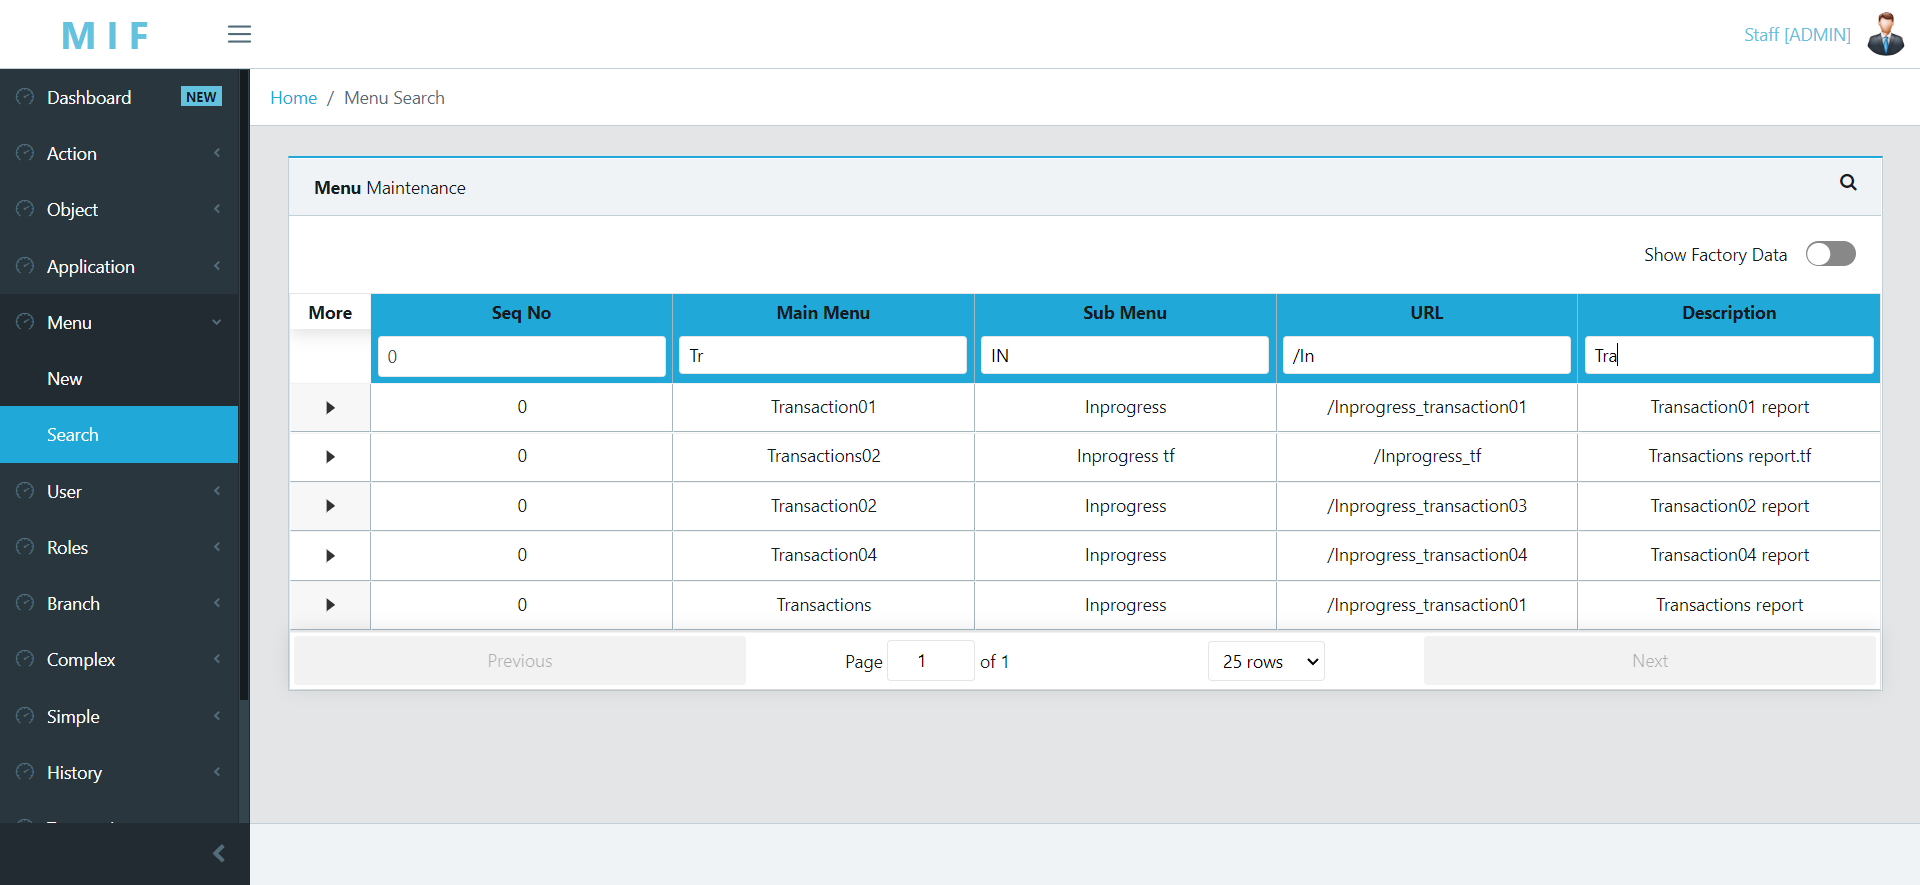 M I F
Staff [ADMIN]
Dashboard NEW
Action
Object
Application
Menu
New
Search
User
Roles
Branch
Complex
Simple
History
Home / Menu Search
Menu Maintenance
Show Factory Data
More Seq No Main Menu Sub Menu URL Description
0 Tr IN /In Tra
0 Transaction01 Inprogress /Inprogress_transaction01 Transaction01 report
0 Transactions02 Inprogress tf /Inprogress_tf Transactions report.tf
0 Transaction02 Inprogress /Inprogress_transaction03 Transaction02 report
0 Transaction04 Inprogress /Inprogress_transaction04 Transaction04 report
0 Transactions Inprogress /Inprogress_transaction01 Transactions report
Previous Page 1 of 1 25 rows Next